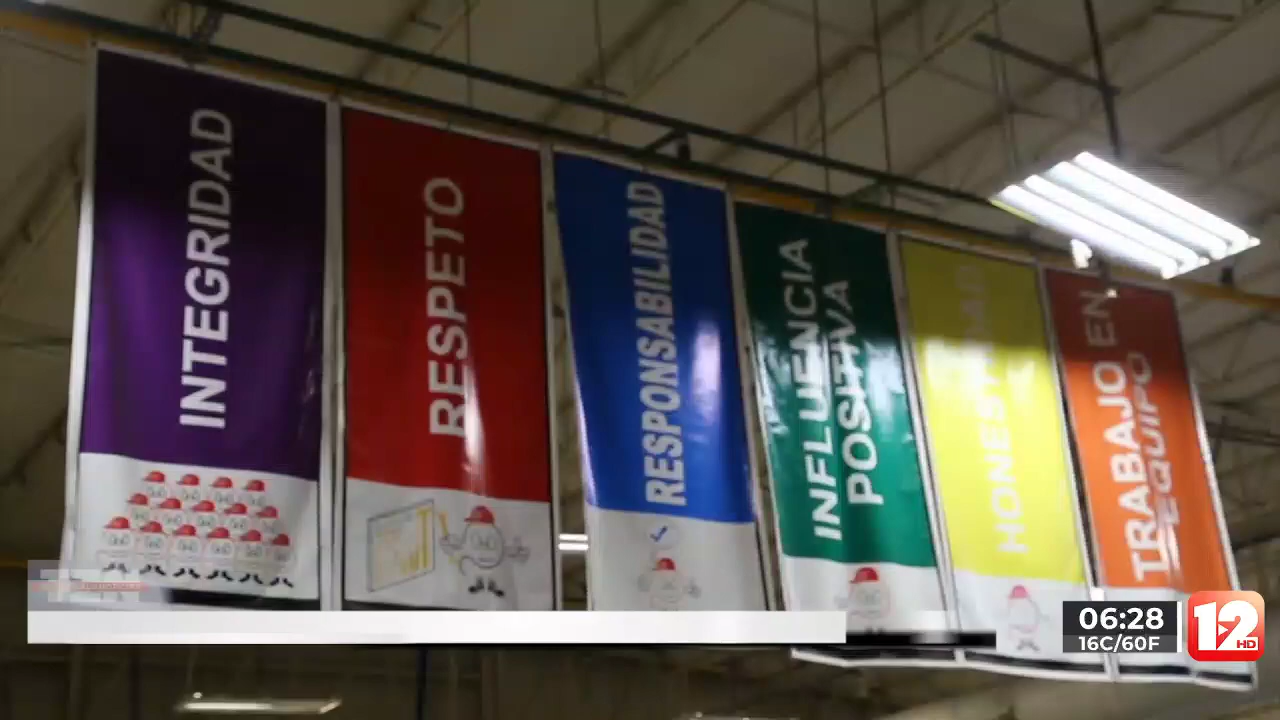 INTEGRIDAD
RESPETO
RESPONSABILIDAD
INFLUENCIA
POSITIVA
HONESTIDAD
TRABAJO EN
EQUIPO
06:28
16C/60F
12
HD